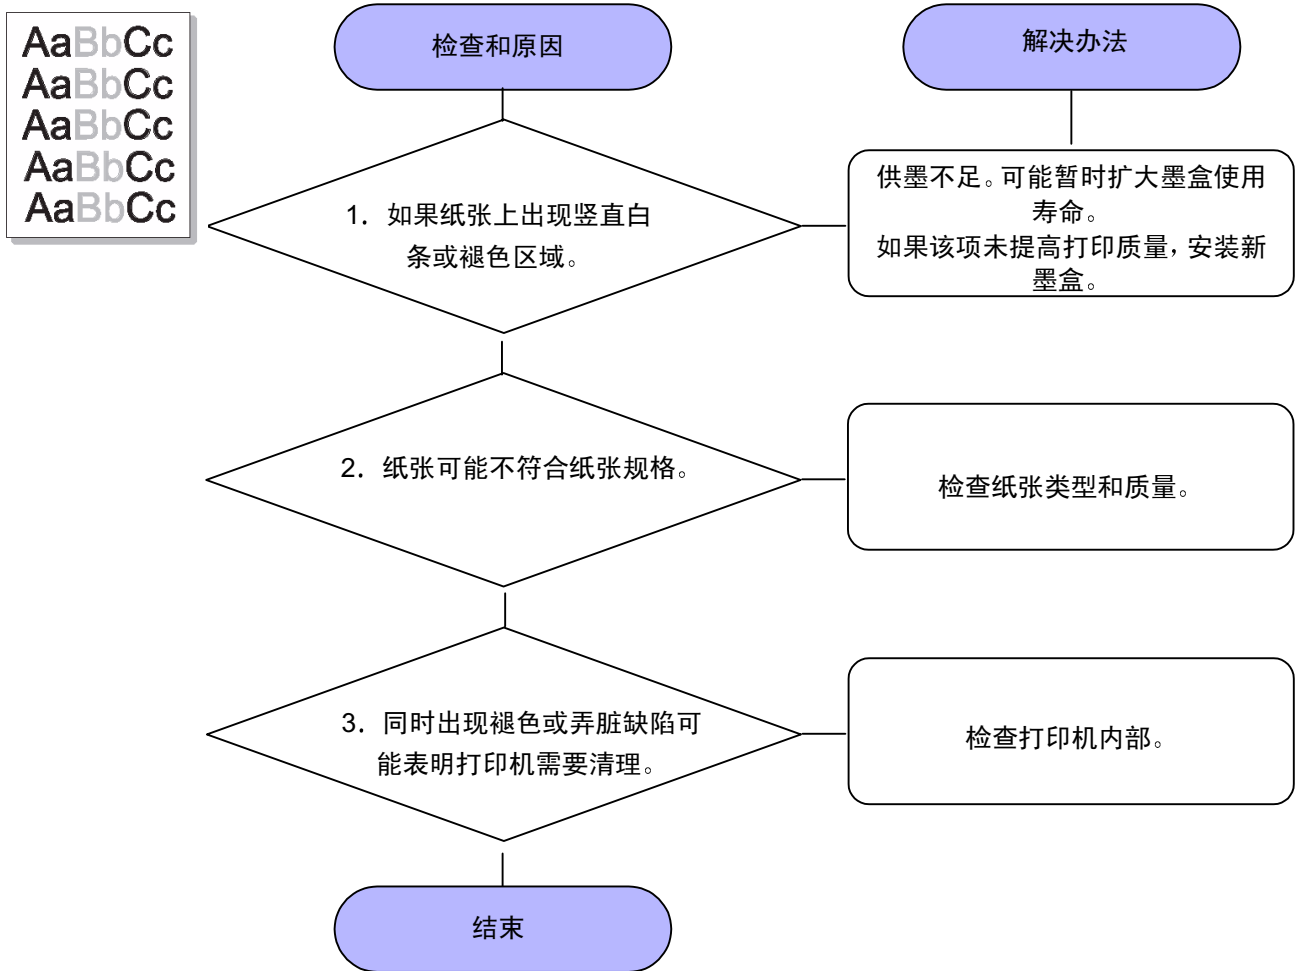 AaBbCc
AaBbCc
AaBbCc
AaBbCc
AaBbCc
检查和原因
解决办法
1. 如果纸张上出现竖直白
条或褪色区域。
供墨不足。可能暂时扩大墨盒使用
寿命。
如果该项未提高打印质量,安装新
墨盒。
2. 纸张可能不符合纸张规格。
检查纸张类型和质量。
3. 同时出现褪色或弄脏缺陷可
能表明打印机需要清理。
检查打印机内部。
结束